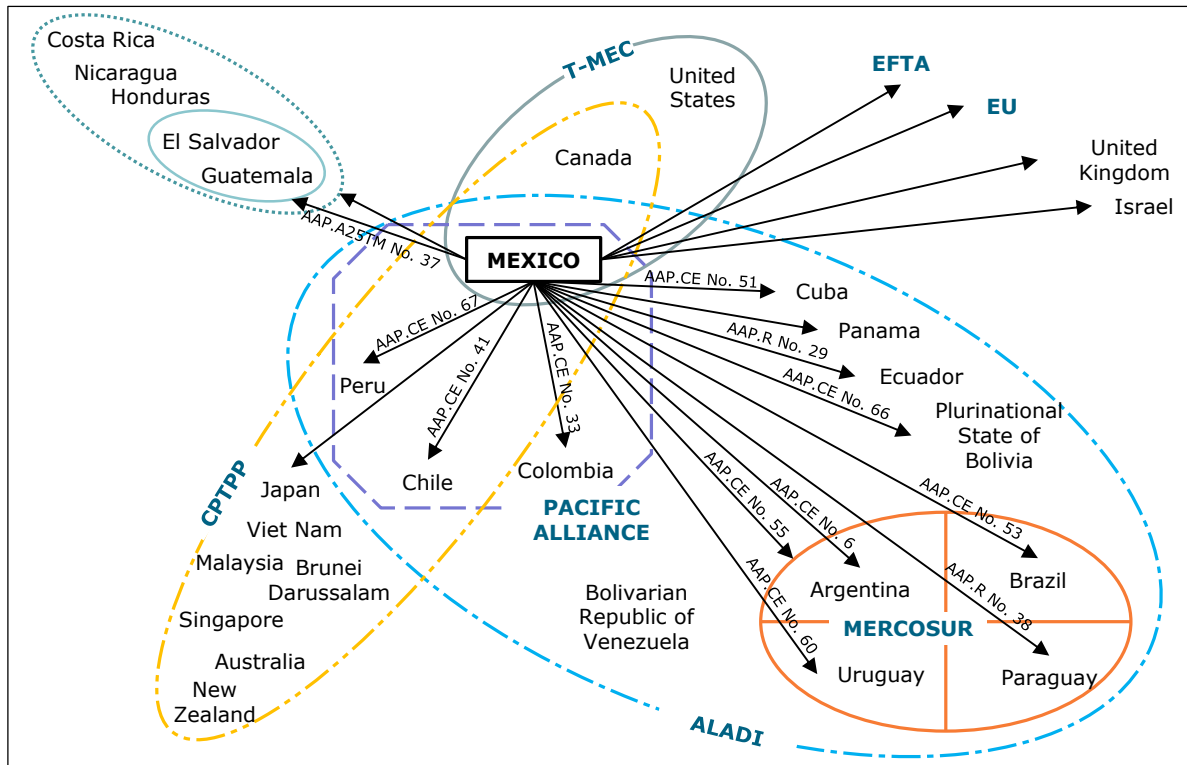 Costa Rica
Nicaragua
Honduras
El Salvador
Guatemala
T-MEC
United
States
Canada
EFTA
EU
United
Kingdom
Israel
AAP.A25TM No. 37
MEXICO
AAP.CE No. 51
Cuba
Panama
AAP.R No. 29
Ecuador
AAP.CE No. 66
Plurinational
State of
Bolivia
AAP.CE No. 67
Peru
AAP.CE No. 41
Chile
AAP.CE No. 33
Colombia
PACIFIC
ALLIANCE
CPTPP
Japan
Viet Nam
Malaysia
Brunei
Darussalam
Singapore
Australia
New
Zealand
Bolivarian
Republic of
Venezuela
AAP.CE No. 55
AAP.CE No. 6
AAP.CE No. 53
AAP.CE No. 60
AAP.R No. 38
Argentina
Brazil
MERCOSUR
Uruguay
Paraguay
ALADI